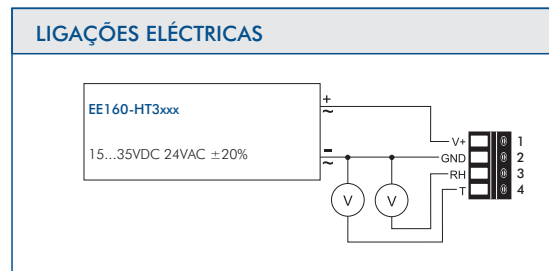 LIGAÇÕES ELÉCTRICAS
EE160-HT3xxx
15...35VDC 24VAC ±20%
+
~
-
~
V+ 1
GND 2
RH 3
T 4
V V